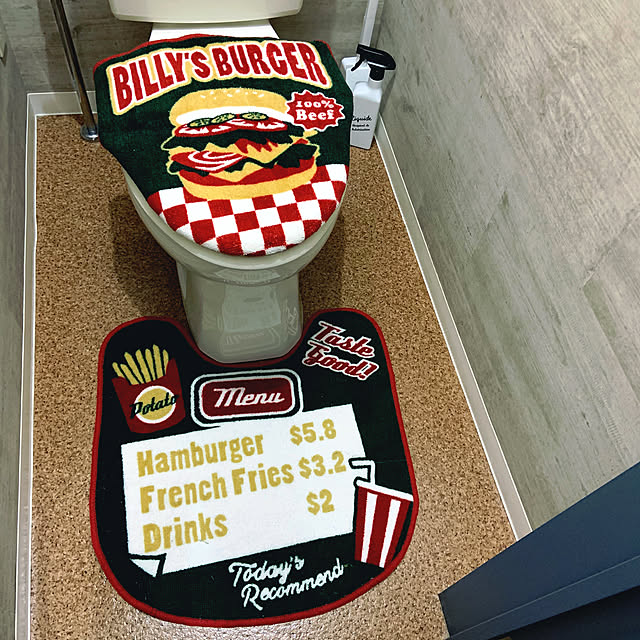 BILLY'S BURGER
100%
Beef
Taste
Good!
Potato
Menu
Hamburger $5.8
French Fries $3.2
Drinks $2
Today's
Recommend